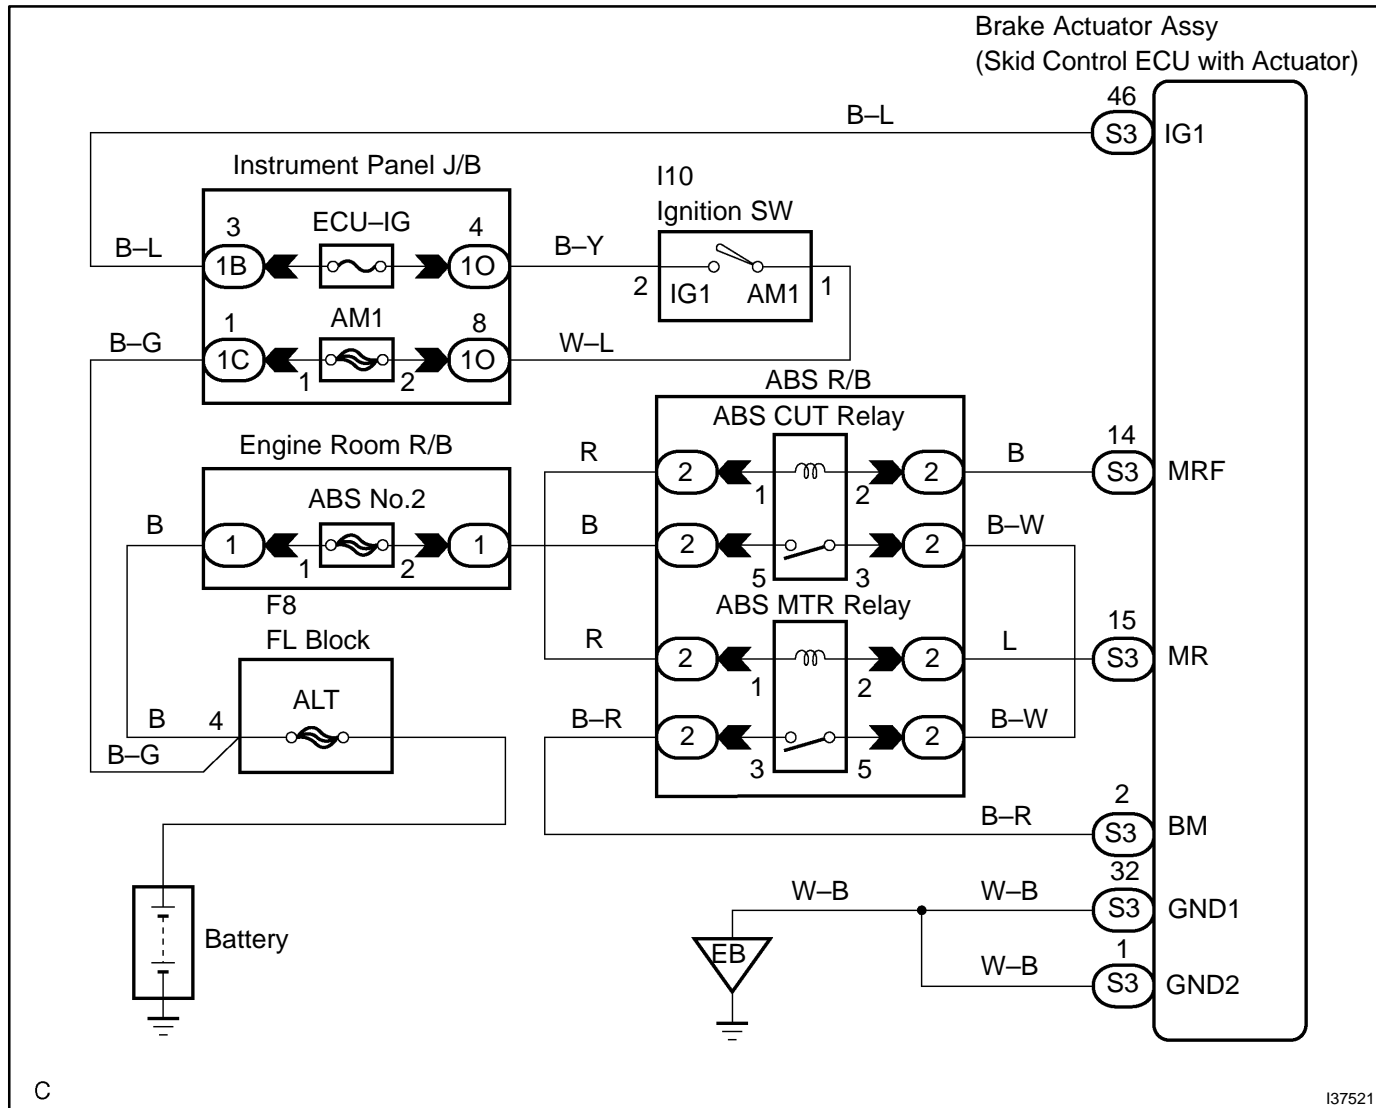 Brake Actuator Assy
(Skid Control ECU with Actuator)
46
B–L
S3
IG1
Instrument Panel J/B
I10
Ignition SW
3
ECU–IG
4
B–L
1B
1O
B–Y
2
IG1
AM1
1
1
AM1
8
B–G
1C
1
2
1O
W–L
ABS R/B
ABS CUT Relay
Engine Room R/B
R
2
1
2
2
B
14
S3
MRF
ABS No.2
B
1
1
2
1
B
2
5
3
2
B–W
F8
FL Block
ABS MTR Relay
R
2
1
2
2
L
15
S3
MR
ALT
B
4
B–G
B–R
2
3
5
2
B–W
2
B–R
S3
BM
32
W–B
W–B
S3
GND1
Battery
EB
1
W–B
S3
GND2
C
I37521